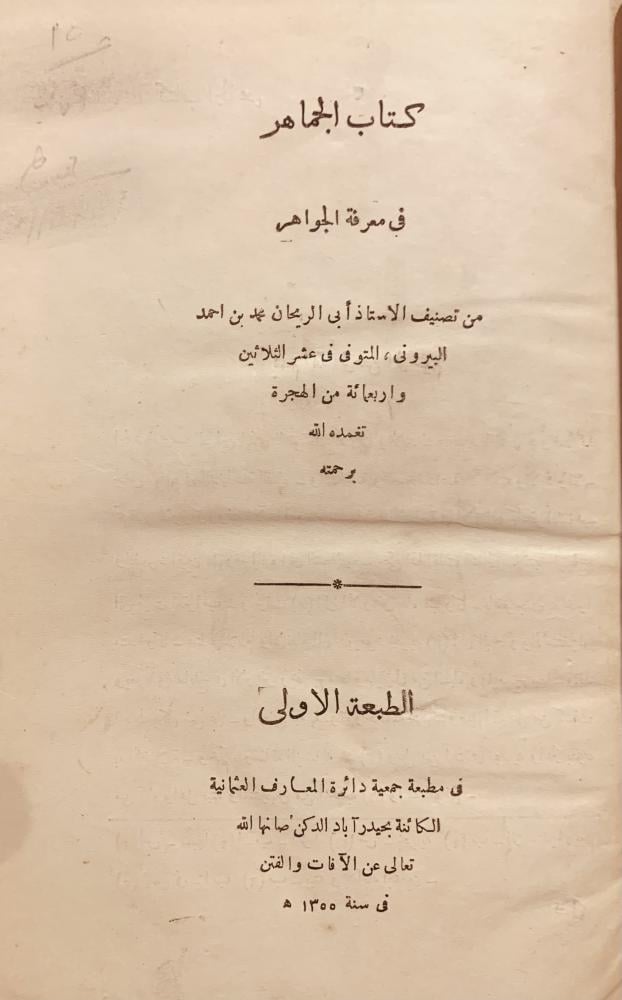 كتاب الجماهر
فى معرفة الجواهر
من تصنيف الاستاذ أبى الريحان محمد بن احمد
البيرونى ، المتوفى فى عشر الثلاثين
واربعمائة من الهجرة
تغمده الله
برحمته
الطبعة الاولى
فى مطبعة جمعية دائرة المعارف العثمانية
الكائنة بحيدرآباد الدكن صانها الله
تعالى عن الآفات والفتن
فى سنة ١٣٥٥ ھ